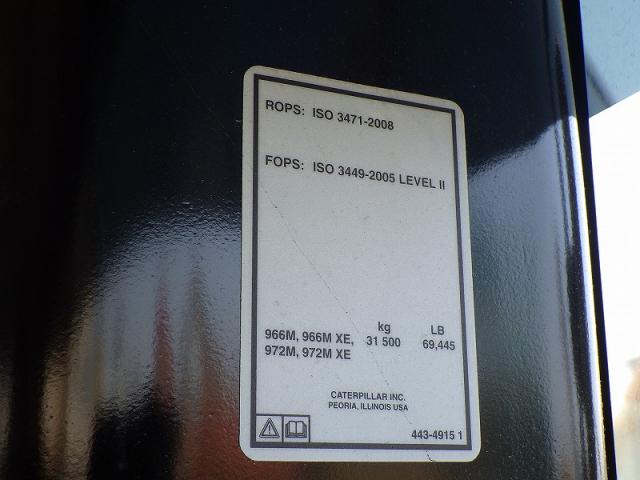 ROPS: ISO 3471-2008
FOPS: ISO 3449-2005 LEVEL II
kg LB
966M, 966M XE, 31 500 69,445
972M, 972M XE
CATERPILLAR INC.
PEORIA, ILLINOIS USA
443-4915 1